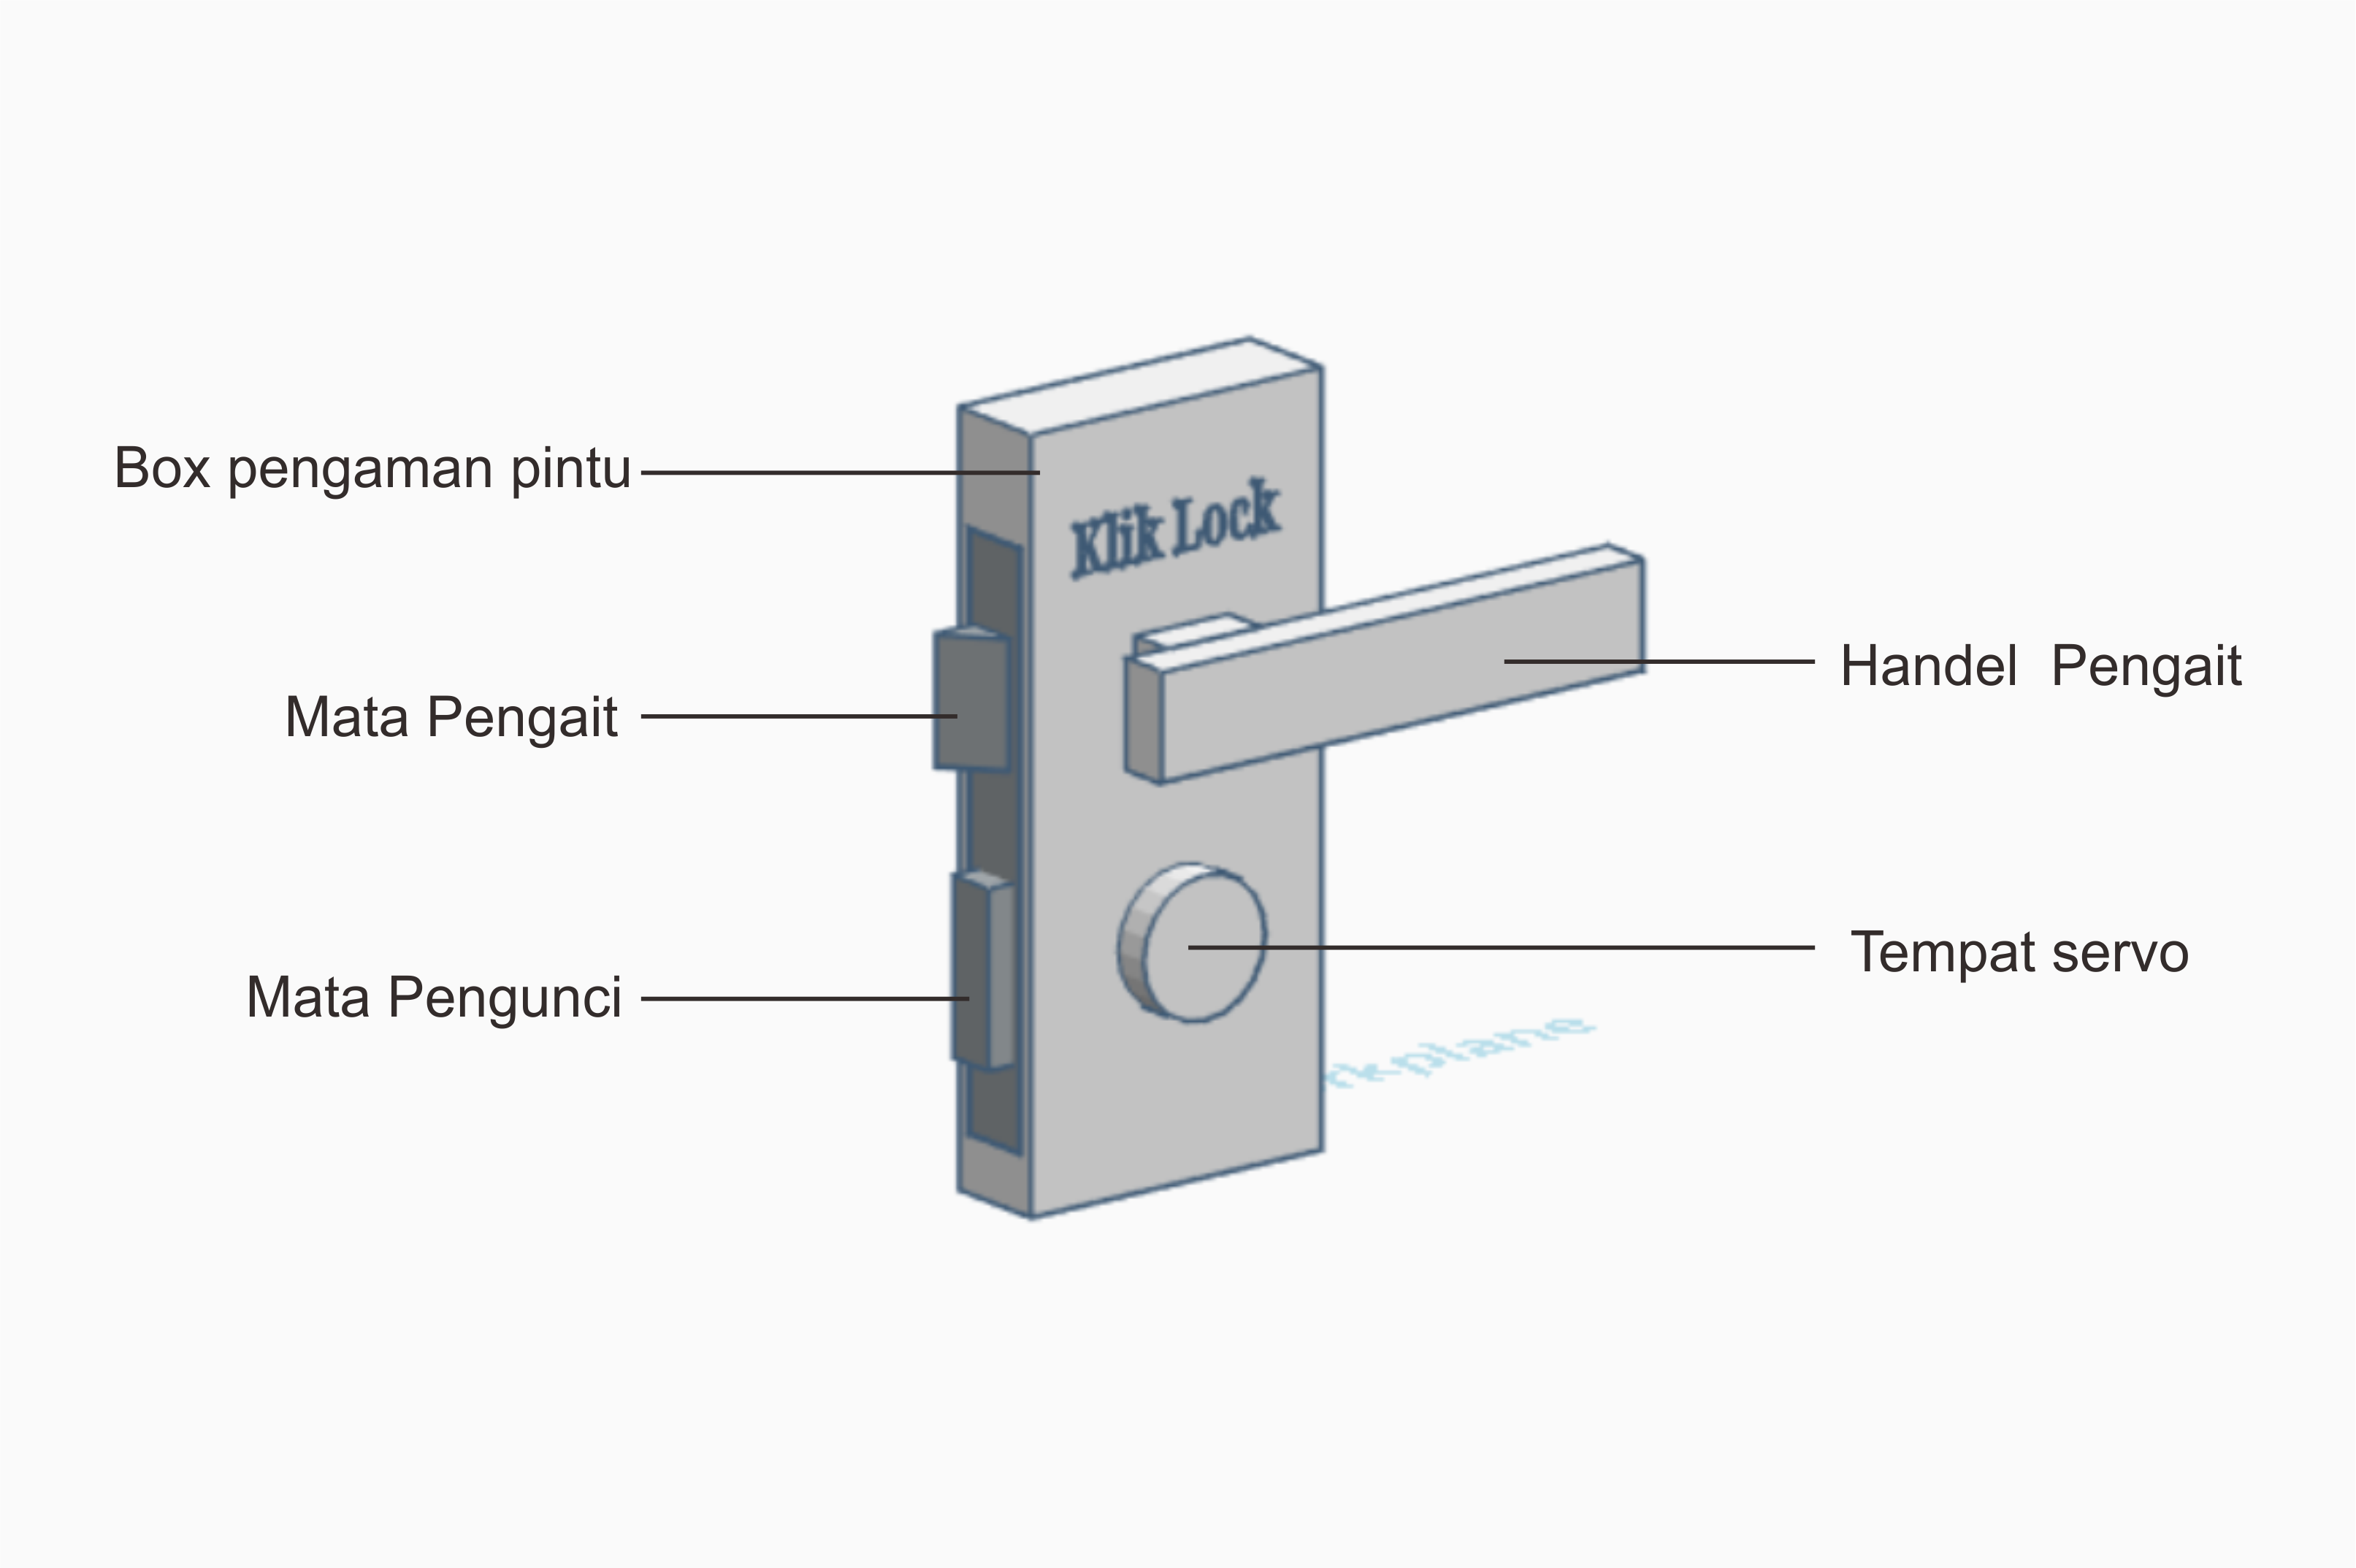 Box pengaman pintu
Klik Lock
Handel  Pengait
Mata Pengait
Tempat servo
Mata Pengunci